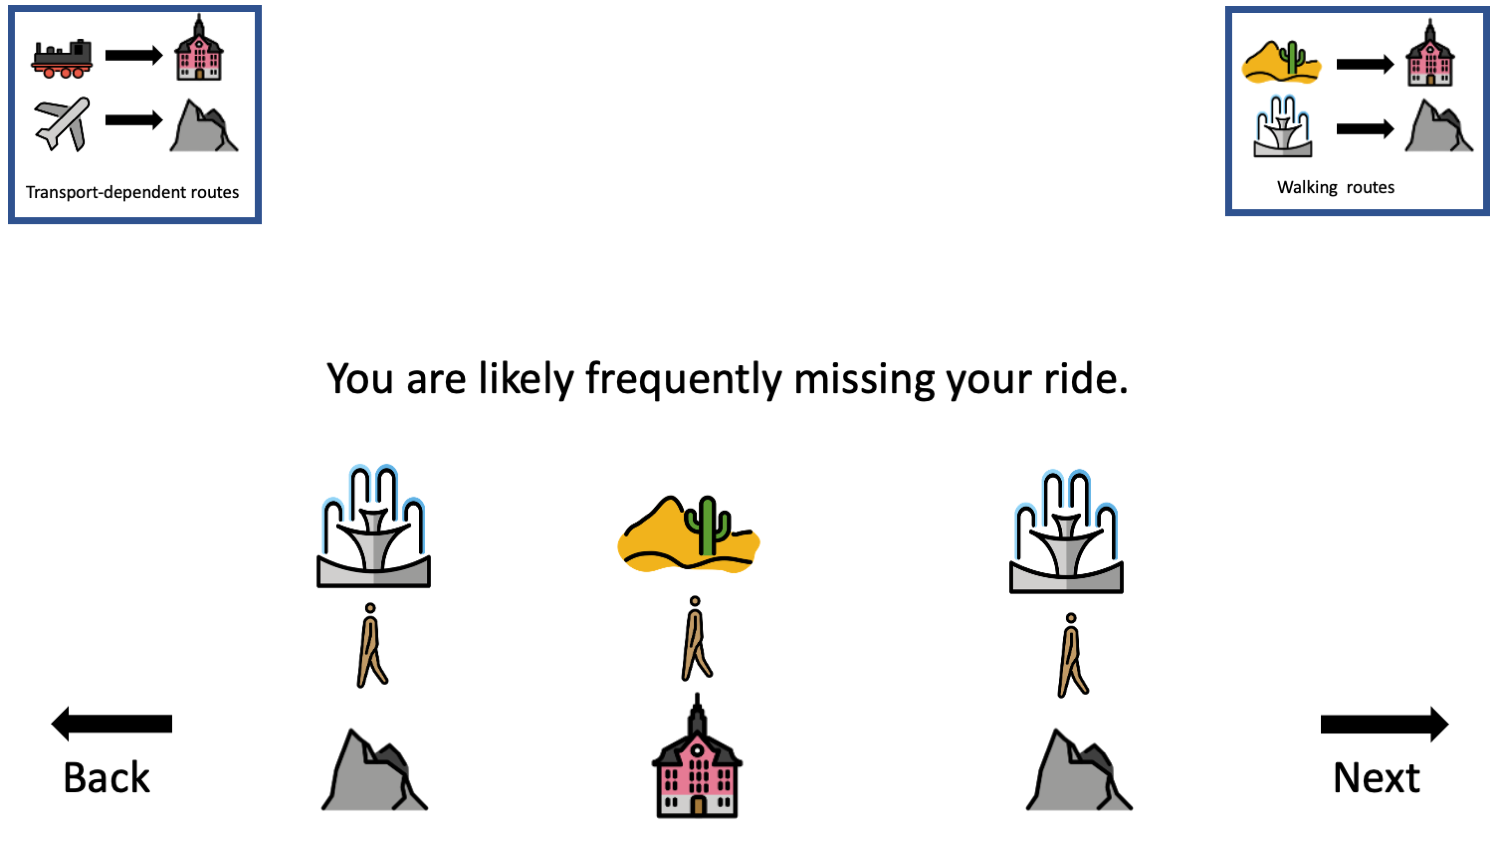 Transport-dependent routes
Walking routes
You are likely frequently missing your ride.
Back
Next